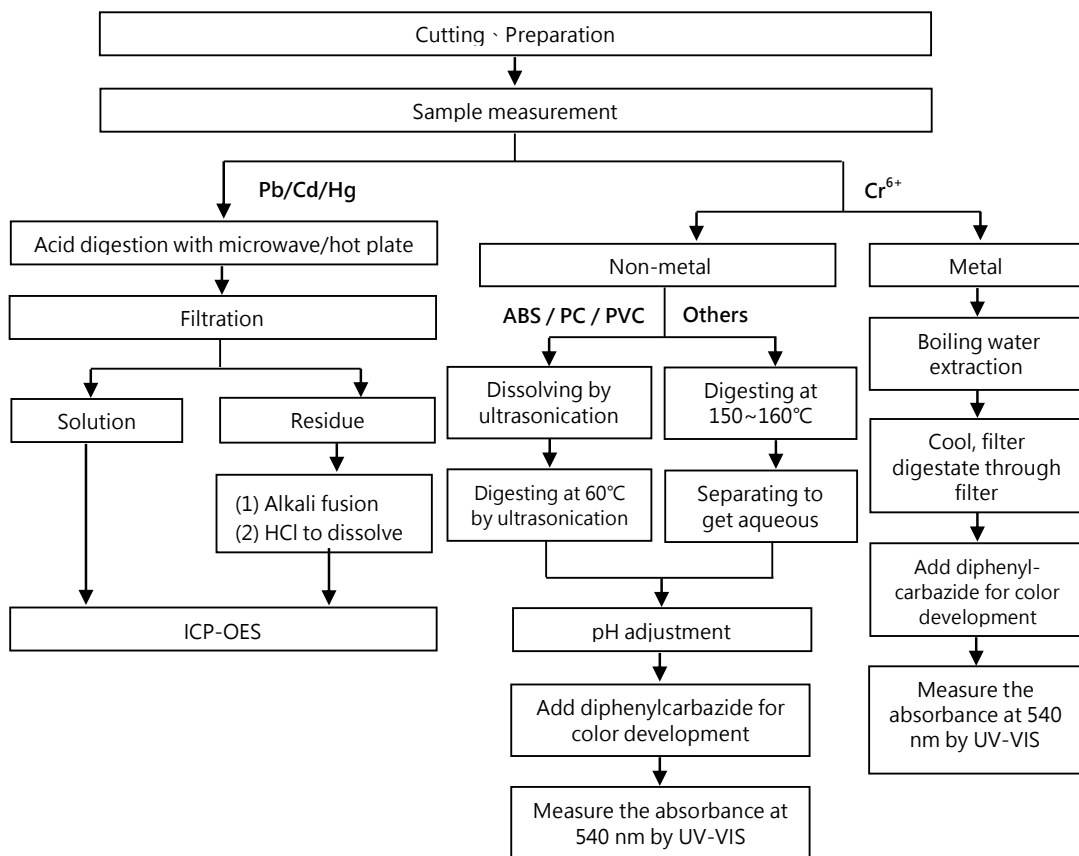 Cutting、Preparation
Sample measurement
Pb/Cd/Hg
Cr6+
Acid digestion with microwave/hot plate
Filtration
Solution
Residue
(1) Alkali fusion
(2) HCl to dissolve
ICP-OES
Non-metal
ABS / PC / PVC
Others
Dissolving by
ultrasonication
Digesting at 60℃
by ultrasonication
Digesting at
150~160℃
Separating to
get aqueous
pH adjustment
Add diphenylcarbazide for
color development
Measure the absorbance at
540 nm by UV-VIS
Metal
Boiling water
extraction
Cool, filter
digestate through
filter
Add diphenyl-
carbazide for color
development
Measure the
absorbance at 540
nm by UV-VIS